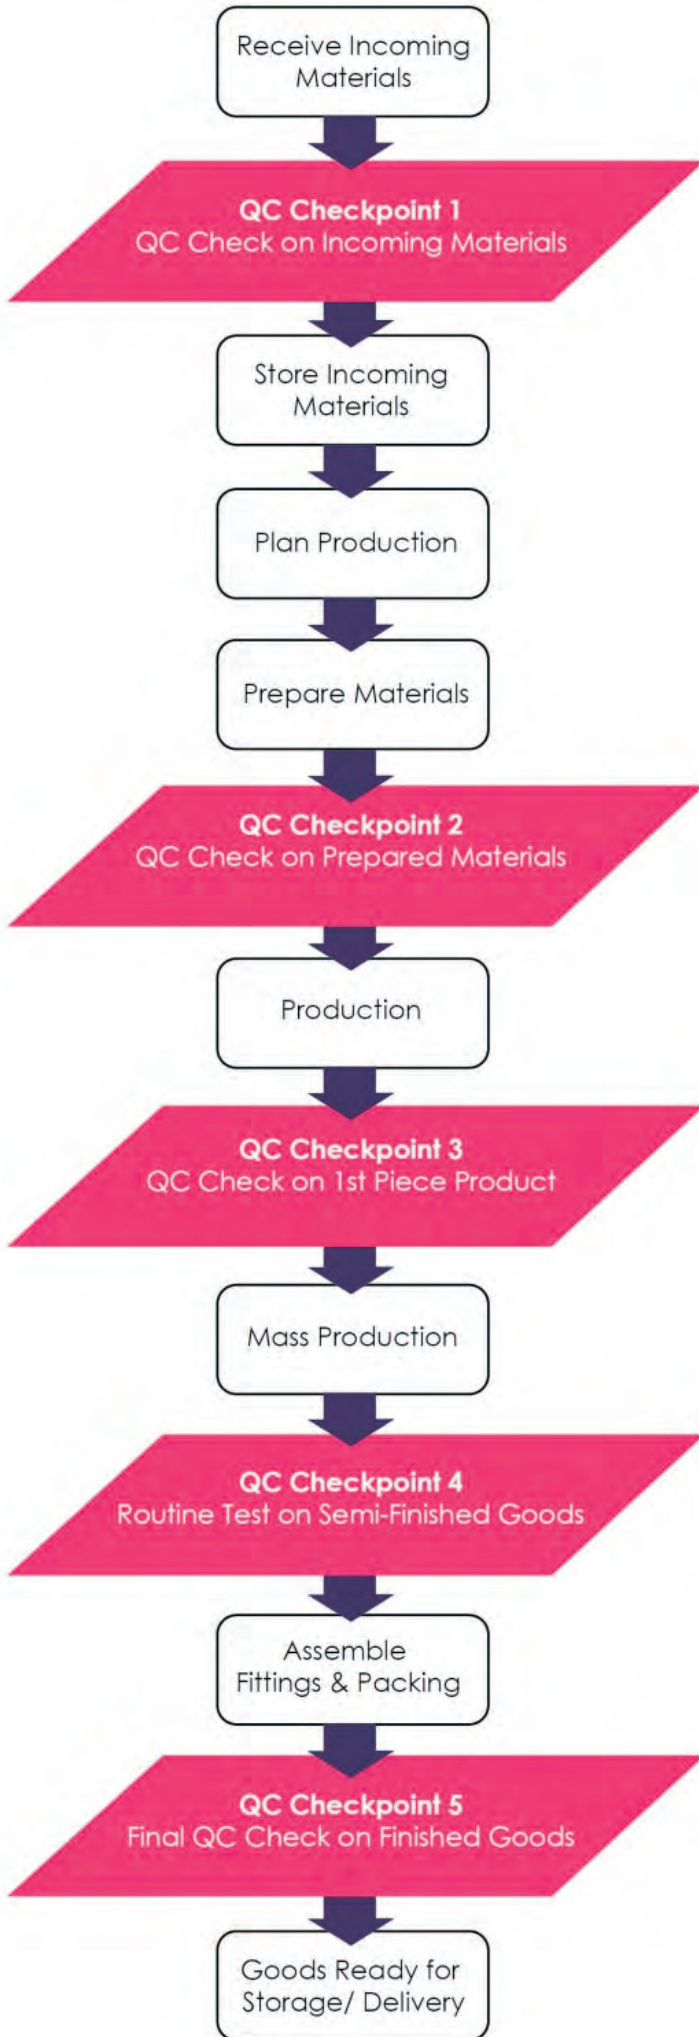 Receive Incoming
Materials
QC Checkpoint 1
QC Check on Incoming Materials
Store Incoming
Materials
Plan Production
Prepare Materials
QC Checkpoint 2
QC Check on Prepared Materials
Production
QC Checkpoint 3
QC Check on 1st Piece Product
Mass Production
QC Checkpoint 4
Routine Test on Semi-Finished Goods
Assemble
Fittings & Packing
QC Checkpoint 5
Final QC Check on Finished Goods
Goods Ready for
Storage/ Delivery